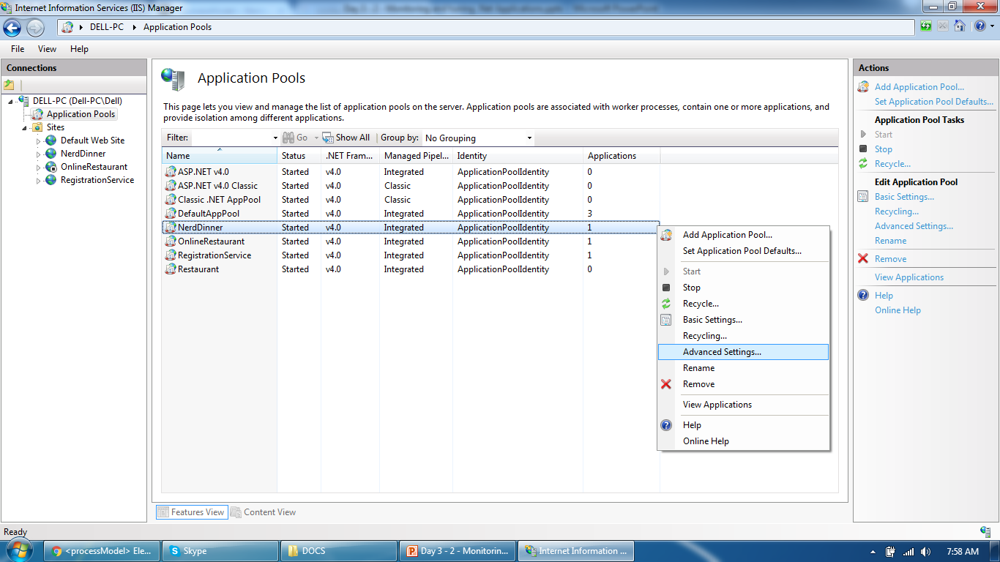 Internet Information Services (IIS) Manager
DELL-PC Application Pools
File View Help
Connections
DELL-PC (Dell-PC\Dell)
Application Pools
Sites
Default Web Site
NerdDinner
OnlineRestaurant
RegistrationService
Application Pools
This page lets you view and manage the list of application pools on the server. Application pools are associated with worker processes, contain one or more applications, and
provide isolation among different applications.
Filter: Go Show All Group by: No Grouping
Name Status .NET Fram... Managed Pipel... Identity Applications
ASP.NET v4.0 Started v4.0 Integrated ApplicationPoolIdentity 0
ASP.NET v4.0 Classic Started v4.0 Classic ApplicationPoolIdentity 0
Classic .NET AppPool Started v4.0 Classic ApplicationPoolIdentity 0
DefaultAppPool Started v4.0 Integrated ApplicationPoolIdentity 3
NerdDinner Started v4.0 Integrated ApplicationPoolIdentity 1
OnlineRestaurant Started v4.0 Integrated ApplicationPoolIdentity 1
RegistrationService Started v4.0 Integrated ApplicationPoolIdentity 1
Restaurant Started v4.0 Integrated ApplicationPoolIdentity 0
Add Application Pool...
Set Application Pool Defaults...
Start
Stop
Recycle...
Basic Settings...
Recycling...
Advanced Settings...
Rename
Remove
View Applications
Help
Online Help
Features View Content View
Actions
Add Application Pool...
Set Application Pool Defaults...
Application Pool Tasks
Start
Stop
Recycle...
Edit Application Pool
Basic Settings...
Recycling...
Advanced Settings...
Rename
Remove
View Applications
Help
Online Help
Ready
<processModel> Ele... Skype DOCS Day 3 - 2 - Monitorin... Internet Information ... 7:58 AM